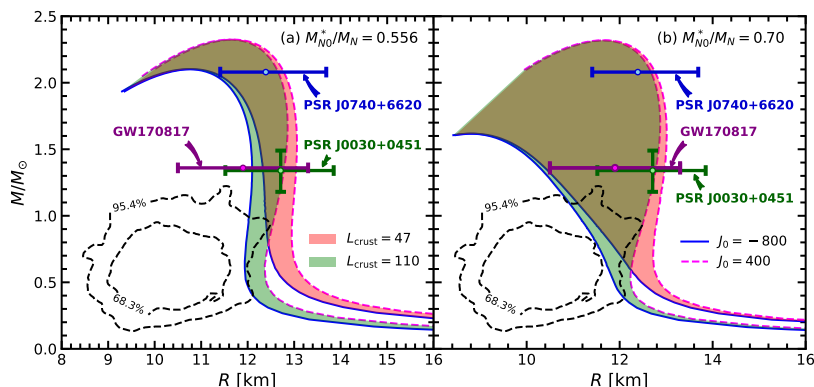 2.5
2.0
1.5
1.0
0.5
0.0
M/M⊙
(a) M*N0/MN = 0.556
PSR J0740+6620
GW170817
PSR J0030+0451
95.4%
68.3%
Lcrust = 47
Lcrust = 110
8 9 10 11 12 13 14 15 16
R [km]
(b) M*N0/MN = 0.70
PSR J0740+6620
GW170817
PSR J0030+0451
95.4%
68.3%
J0 = −800
J0 = 400
8 10 12 14 16
R [km]